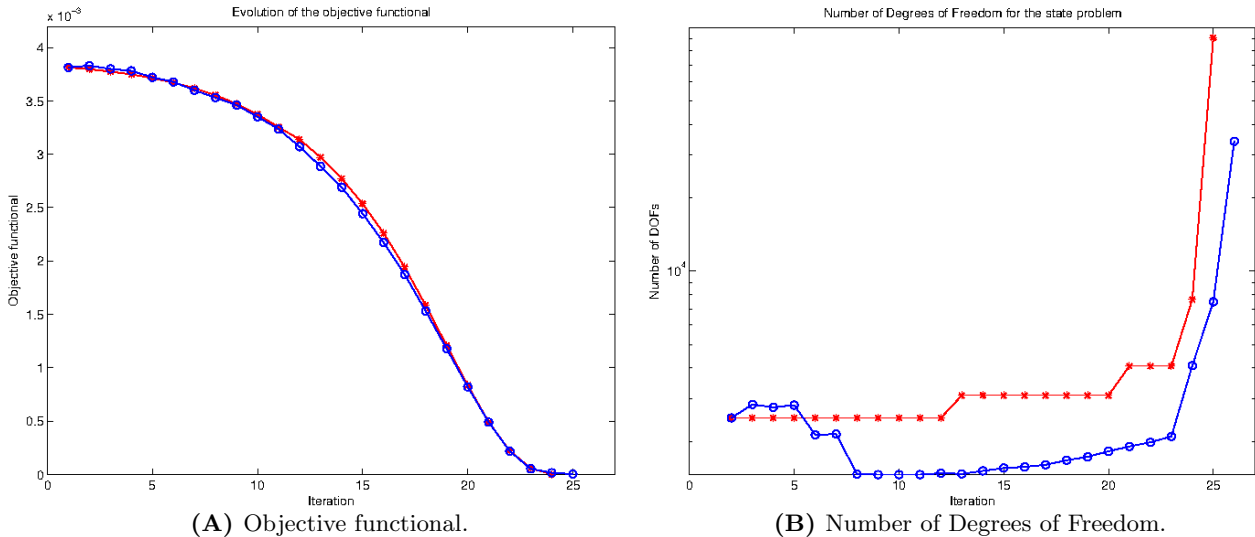 Evolution of the objective functional
x 10⁻³
4
3.5
3
2.5
2
1.5
1
0.5
0
Objective functional
0 5 10 15 20 25
Iteration
(A) Objective functional.
Number of Degrees of Freedom for the state problem
Number of DOFs
10⁴
0 5 10 15 20 25
Iteration
(B) Number of Degrees of Freedom.